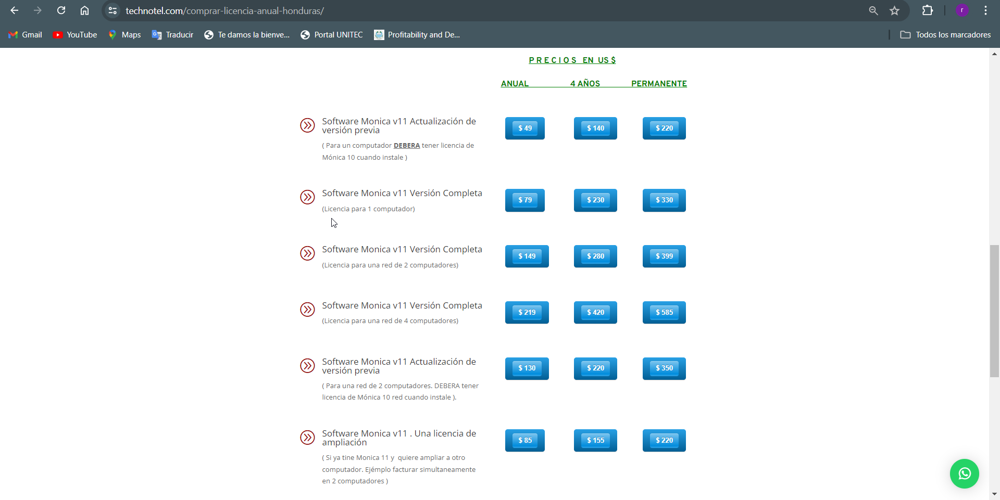 technotel.com/comprar-licencia-anual-honduras/
r
Gmail YouTube Maps Traducir Te damos la bienve... Portal UNITEC Profitability and De... Todos los marcadores
PRECIOS EN US $
ANUAL 4 AÑOS PERMANENTE
Software Monica v11 Actualización de
versión previa
$ 49 $ 140 $ 220
( Para un computador DEBERA tener licencia de
Mónica 10 cuando instale )
Software Monica v11 Versión Completa
$ 79 $ 230 $ 330
(Licencia para 1 computador)
Software Monica v11 Versión Completa
$ 149 $ 280 $ 399
(Licencia para una red de 2 computadores)
Software Monica v11 Versión Completa
$ 219 $ 420 $ 585
(Licencia para una red de 4 computadores)
Software Monica v11 Actualización de
versión previa
$ 130 $ 220 $ 350
( Para una red de 2 computadores. DEBERA tener
licencia de Mónica 10 red cuando instale ).
Software Monica v11 . Una licencia de
ampliación
$ 85 $ 155 $ 220
( Si ya tine Monica 11 y quiere ampliar a otro
computador. Ejémplo facturar simultaneamente
en 2 computadores )